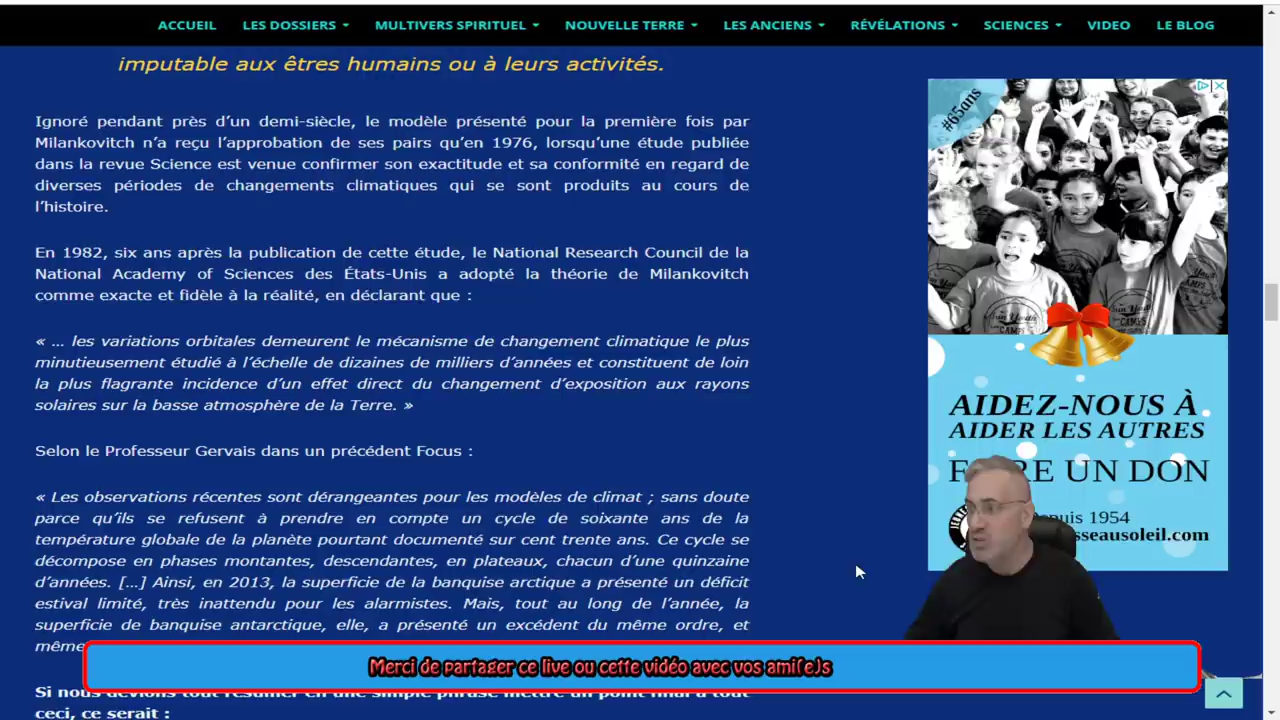 ACCUEIL LES DOSSIERS MULTIVERS SPIRITUEL NOUVELLE TERRE LES ANCIENS RÉVÉLATIONS SCIENCES VIDEO LE BLOG
imputable aux êtres humains ou à leurs activités.
Ignoré pendant près d’un demi-siècle, le modèle présenté pour la première fois par
Milankovitch n’a reçu l’approbation de ses pairs qu’en 1976, lorsqu’une étude publiée
dans la revue Science est venue confirmer son exactitude et sa conformité en regard de
diverses périodes de changements climatiques qui se sont produits au cours de
l’histoire.
En 1982, six ans après la publication de cette étude, le National Research Council de la
National Academy of Sciences des États-Unis a adopté la théorie de Milankovitch
comme exacte et fidèle à la réalité, en déclarant que :
« … les variations orbitales demeurent le mécanisme de changement climatique le plus
minutieusement étudié à l’échelle de dizaines de milliers d’années et constituent de loin
la plus flagrante incidence d’un effet direct du changement d’exposition aux rayons
solaires sur la basse atmosphère de la Terre. »
Selon le Professeur Gervais dans un précédent Focus :
« Les observations récentes sont dérangeantes pour les modèles de climat ; sans doute
parce qu’ils se refusent à prendre en compte un cycle de soixante ans de la
température globale de la planète pourtant documenté sur cent trente ans. Ce cycle se
décompose en phases montantes, descendantes, en plateaux, chacun d’une quinzaine
d’années. […] Ainsi, en 2013, la superficie de la banquise arctique a présenté un déficit
estival limité, très inattendu pour les alarmistes. Mais, tout au long de l’année, la
superficie de banquise antarctique, elle, a présenté un excédent du même ordre, et
même
Si nous devions tout résumer en une simple phrase mettre un point final à tout
ceci, ce serait :
#65ans
AIDEZ-NOUS À
AIDER LES AUTRES
FAIRE UN DON
Depuis 1954
sseausoleil.com
Merci de partager ce live ou cette vidéo avec vos ami(e)s